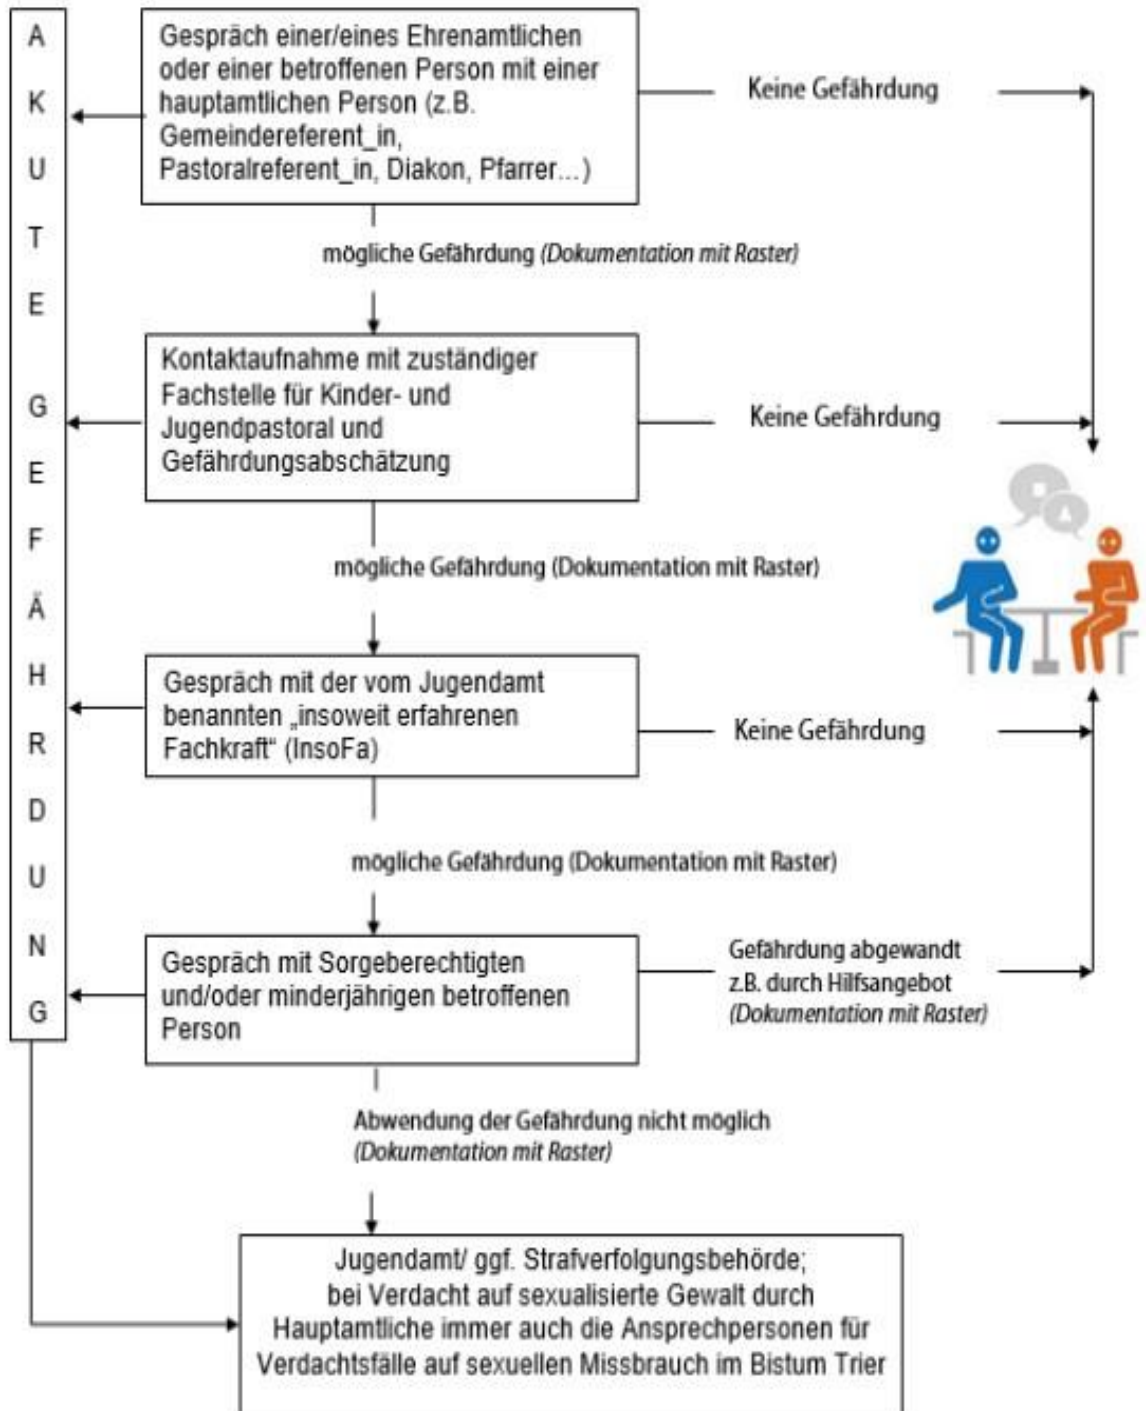 AKUTE GEFÄHRDUNG
Gespräch einer/eines Ehrenamtlichen
oder einer betroffenen Person mit einer
hauptamtlichen Person (z.B.
Gemeindereferent_in,
Pastoralreferent_in, Diakon, Pfarrer…)
Keine Gefährdung
mögliche Gefährdung (Dokumentation mit Raster)
Kontaktaufnahme mit zuständiger
Fachstelle für Kinder- und
Jugendpastoral und
Gefährdungsabschätzung
Keine Gefährdung
mögliche Gefährdung (Dokumentation mit Raster)
Gespräch mit der vom Jugendamt
benannten „insoweit erfahrenen
Fachkraft“ (InsoFa)
Keine Gefährdung
mögliche Gefährdung (Dokumentation mit Raster)
Gespräch mit Sorgeberechtigten
und/oder minderjährigen betroffenen
Person
Gefährdung abgewandt
z.B. durch Hilfsangebot
(Dokumentation mit Raster)
Abwendung der Gefährdung nicht möglich
(Dokumentation mit Raster)
Jugendamt/ ggf. Strafverfolgungsbehörde;
bei Verdacht auf sexualisierte Gewalt durch
Hauptamtliche immer auch die Ansprechpersonen für
Verdachtsfälle auf sexuellen Missbrauch im Bistum Trier